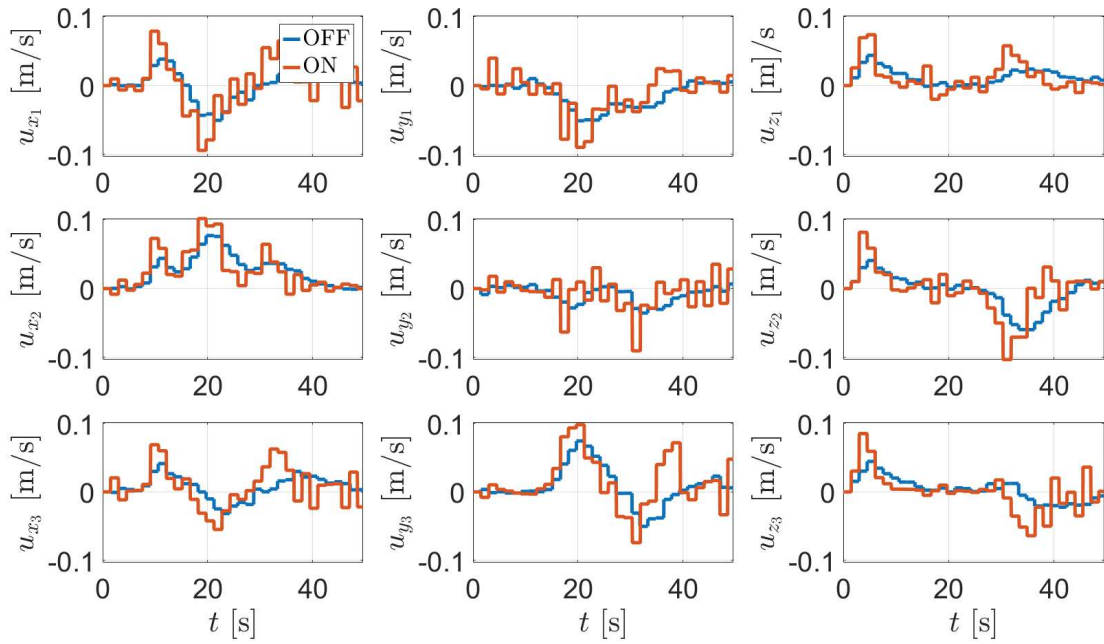 0.1 0.1 0.1
OFF
ON
u_{x_1} [m/s] u_{y_1} [m/s] u_{z_1} [m]/s
0 0 0
-0.1 -0.1 -0.1
0 20 40 0 20 40 0 20 40
0.1 0.1 0.1
u_{x_2} [m/s] u_{y_2} [m/s] u_{z_2} [m/s]
0 0 0
-0.1 -0.1 -0.1
0 20 40 0 20 40 0 20 40
0.1 0.1 0.1
u_{x_3} [m/s] u_{y_3} [m/s] u_{z_3} [m/s]
0 0 0
-0.1 -0.1 -0.1
0 20 40 0 20 40 0 20 40
t [s] t [s] t [s]